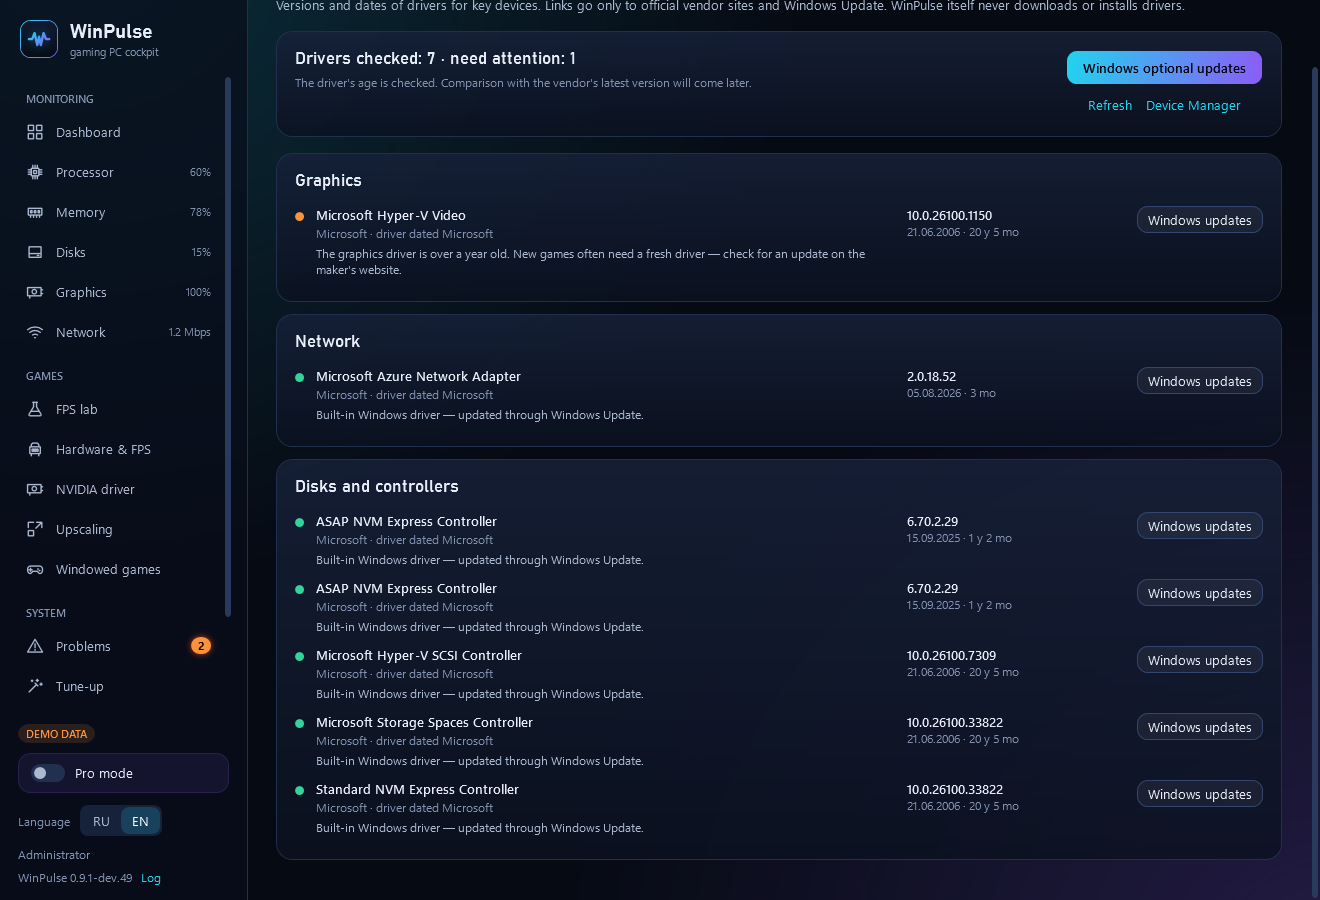 WinPulse
gaming PC cockpit
MONITORING
Dashboard
Processor 60%
Memory 78%
Disks 15%
Graphics 100%
Network 1.2 Mbps
GAMES
FPS lab
Hardware & FPS
NVIDIA driver
Upscaling
Windowed games
SYSTEM
Problems 2
Tune-up
DEMO DATA
Pro mode
Language RU EN
Administrator
WinPulse 0.9.1-dev.49 Log
Versions and dates of drivers for key devices. Links go only to official vendor sites and Windows Update. WinPulse itself never downloads or installs drivers.
Drivers checked: 7 · need attention: 1
The driver's age is checked. Comparison with the vendor's latest version will come later.
Windows optional updates
Refresh Device Manager
Graphics
Microsoft Hyper-V Video 10.0.26100.1150 Windows updates
Microsoft · driver dated Microsoft 21.06.2006 · 20 y 5 mo
The graphics driver is over a year old. New games often need a fresh driver — check for an update on the
maker's website.
Network
Microsoft Azure Network Adapter 2.0.18.52 Windows updates
Microsoft · driver dated Microsoft 05.08.2026 · 3 mo
Built-in Windows driver — updated through Windows Update.
Disks and controllers
ASAP NVM Express Controller 6.70.2.29 Windows updates
Microsoft · driver dated Microsoft 15.09.2025 · 1 y 2 mo
Built-in Windows driver — updated through Windows Update.
ASAP NVM Express Controller 6.70.2.29 Windows updates
Microsoft · driver dated Microsoft 15.09.2025 · 1 y 2 mo
Built-in Windows driver — updated through Windows Update.
Microsoft Hyper-V SCSI Controller 10.0.26100.7309 Windows updates
Microsoft · driver dated Microsoft 21.06.2006 · 20 y 5 mo
Built-in Windows driver — updated through Windows Update.
Microsoft Storage Spaces Controller 10.0.26100.33822 Windows updates
Microsoft · driver dated Microsoft 21.06.2006 · 20 y 5 mo
Built-in Windows driver — updated through Windows Update.
Standard NVM Express Controller 10.0.26100.33822 Windows updates
Microsoft · driver dated Microsoft 21.06.2006 · 20 y 5 mo
Built-in Windows driver — updated through Windows Update.